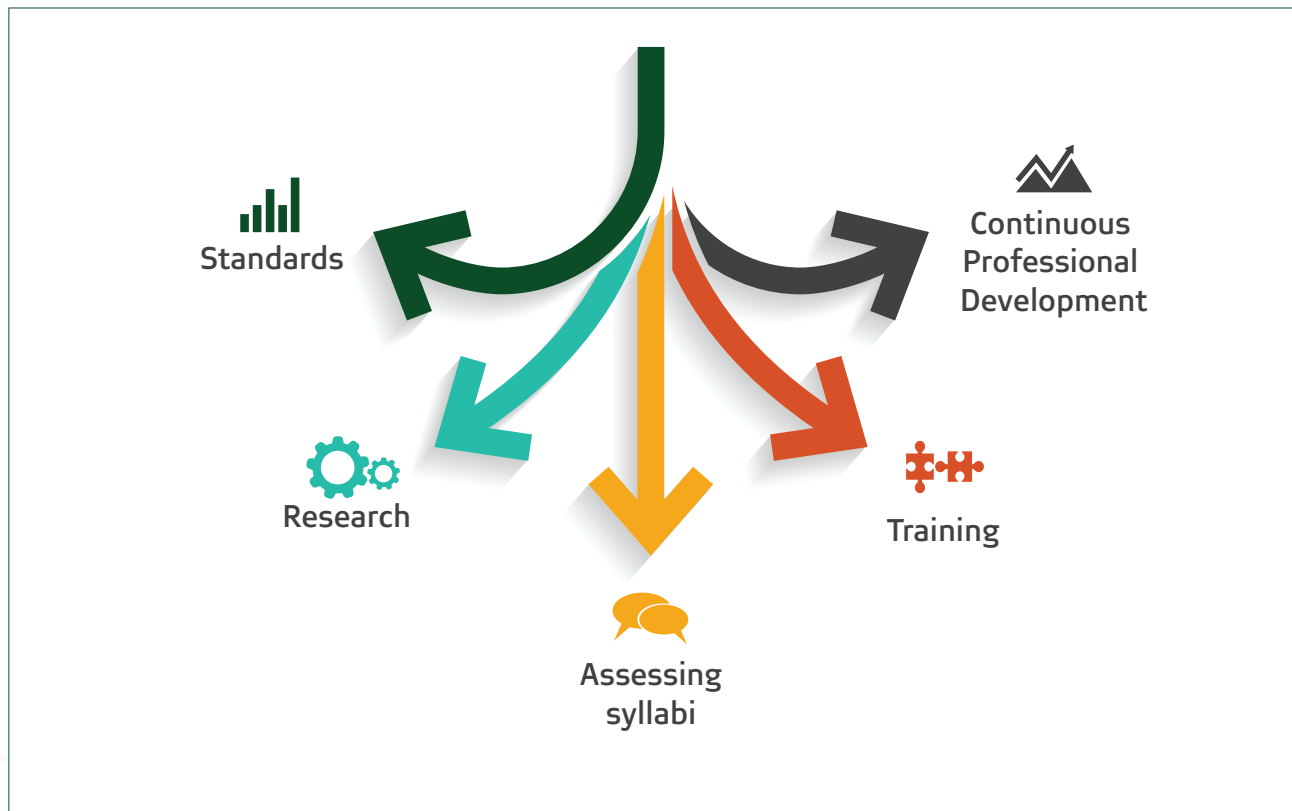 Standards
Continuous
Professional
Development
Research
Training
Assessing
syllabi